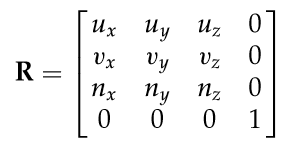 u_x u_y u_z 0
v_x v_y v_z 0
R = n_x n_y n_z 0
0 0 0 1